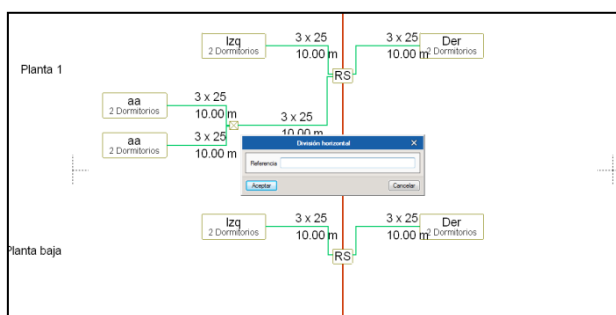 Izq
2 Dormitorios
3 x 25
10.00 m
3 x 25
10.00 m
Der
2 Dormitorios
Planta 1
RS
aa
2 Dormitorios
3 x 25
10.00 m
3 x 25
10.00 m
aa
2 Dormitorios
3 x 25
10.00 m
División horizontal
Referencia
Aceptar
Cancelar
Izq
2 Dormitorios
3 x 25
10.00 m
3 x 25
10.00 m
Der
2 Dormitorios
Planta baja
RS